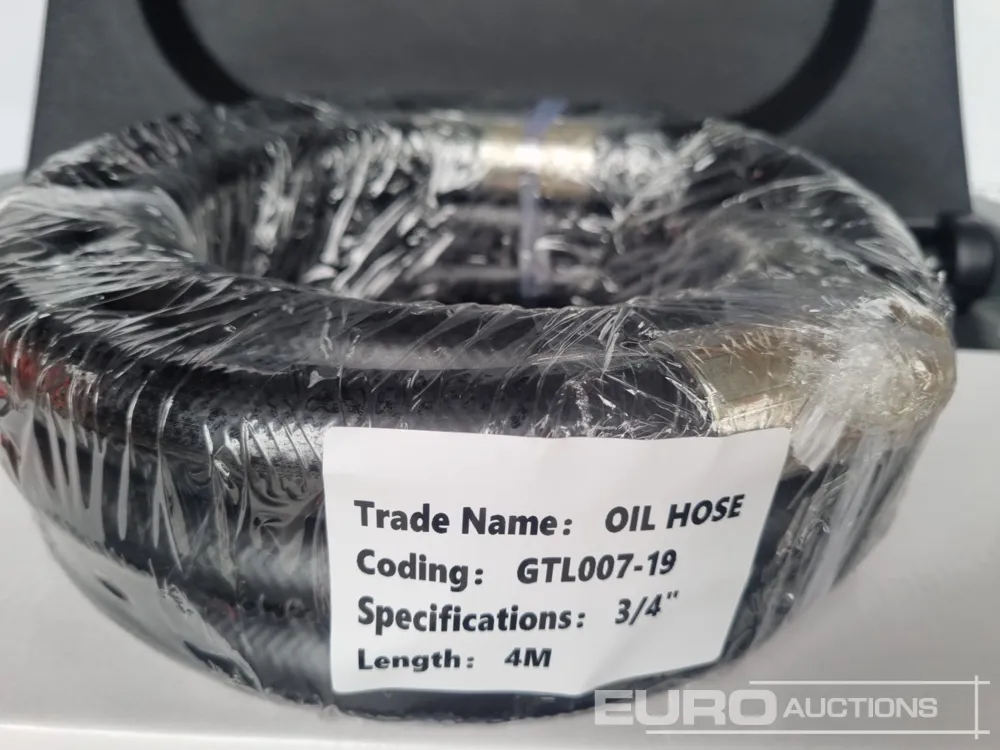 Trade Name: OIL HOSE
Coding: GTL007-19
Specifications: 3/4"
Length: 4M
EURO AUCTIONS